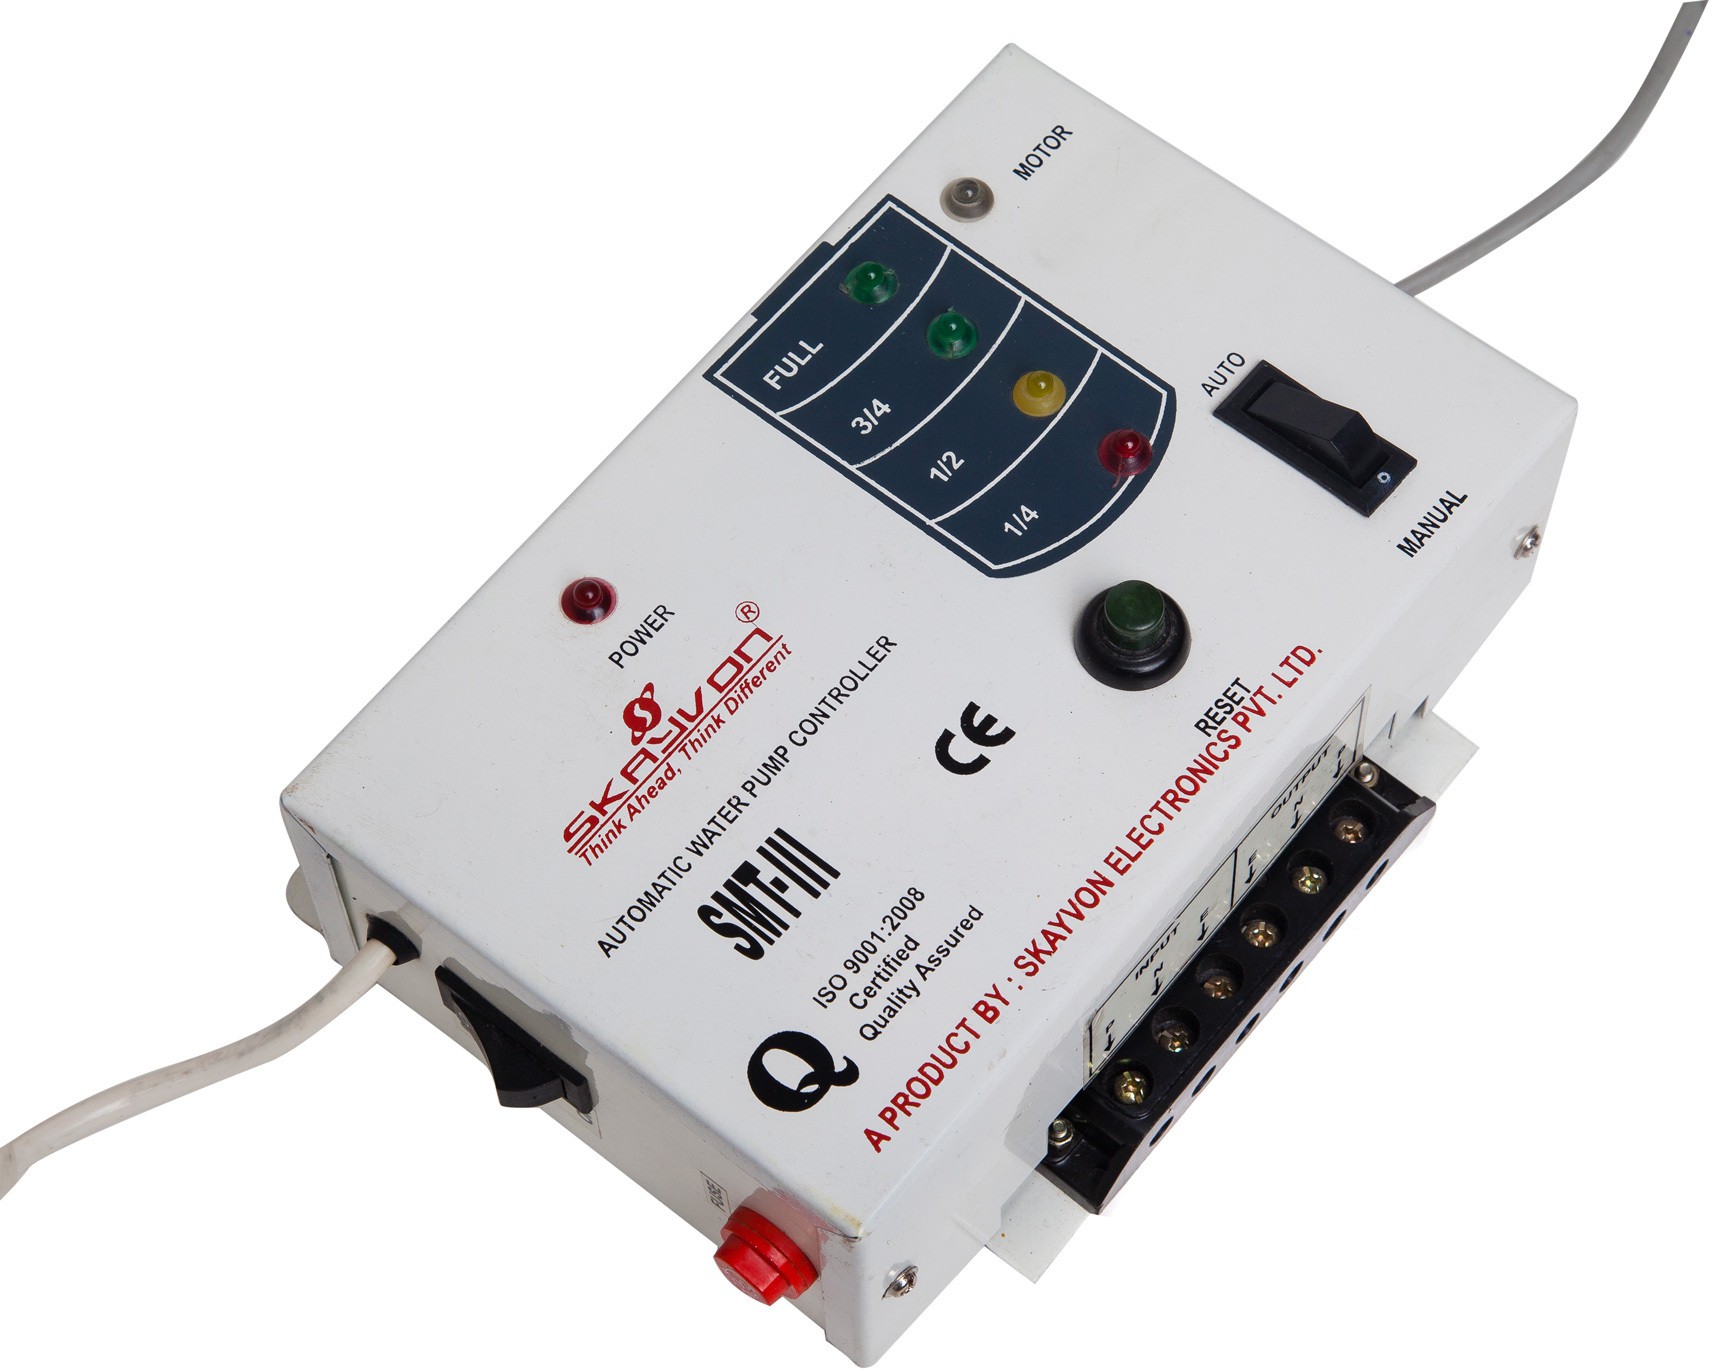 MOTOR
FULL
3/4
1/2
1/4
AUTO
MANUAL
POWER
SKAYVON®
Think Ahead, Think Different
AUTOMATIC WATER PUMP CONTROLLER
SMT-III
CE
RESET
Q
ISO 9001:2008
Certified
Quality Assured
A PRODUCT BY : SKAYVON ELECTRONICS PVT. LTD.
INPUT
OUTPUT
P N E
E N P
FUSE